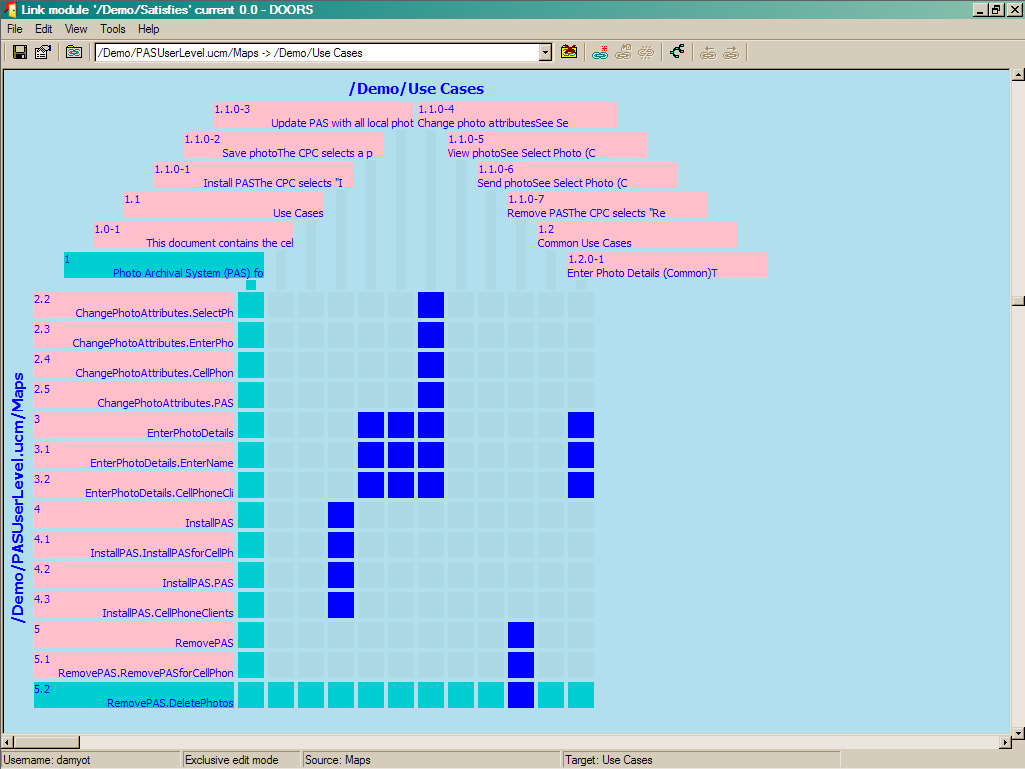 Link module '/Demo/Satisfies' current 0.0 - DOORS
File Edit View Tools Help
/Demo/PASUserLevel.ucm/Maps -> /Demo/Use Cases
/Demo/Use Cases
1.1.0-3
Update PAS with all local phot
1.1.0-4
Change photo attributesSee Se
1.1.0-2
Save photoThe CPC selects a p
1.1.0-5
View photoSee Select Photo (C
1.1.0-1
Install PASThe CPC selects "I
1.1.0-6
Send photoSee Select Photo (C
1.1
Use Cases
1.1.0-7
Remove PASThe CPC selects "Re
1.0-1
This document contains the cel
1.2
Common Use Cases
1
Photo Archival System (PAS) fo
1.2.0-1
Enter Photo Details (Common)T
/Demo/PASUserLevel.ucm/Maps
2.2
ChangePhotoAttributes.SelectPh
2.3
ChangePhotoAttributes.EnterPho
2.4
ChangePhotoAttributes.CellPhon
2.5
ChangePhotoAttributes.PAS
3
EnterPhotoDetails
3.1
EnterPhotoDetails.EnterName
3.2
EnterPhotoDetails.CellPhoneCli
4
InstallPAS
4.1
InstallPAS.InstallPASforCellPh
4.2
InstallPAS.PAS
4.3
InstallPAS.CellPhoneClients
5
RemovePAS
5.1
RemovePAS.RemovePASforCellPhon
5.2
RemovePAS.DeletePhotos
Username: damyot Exclusive edit mode Source: Maps Target: Use Cases